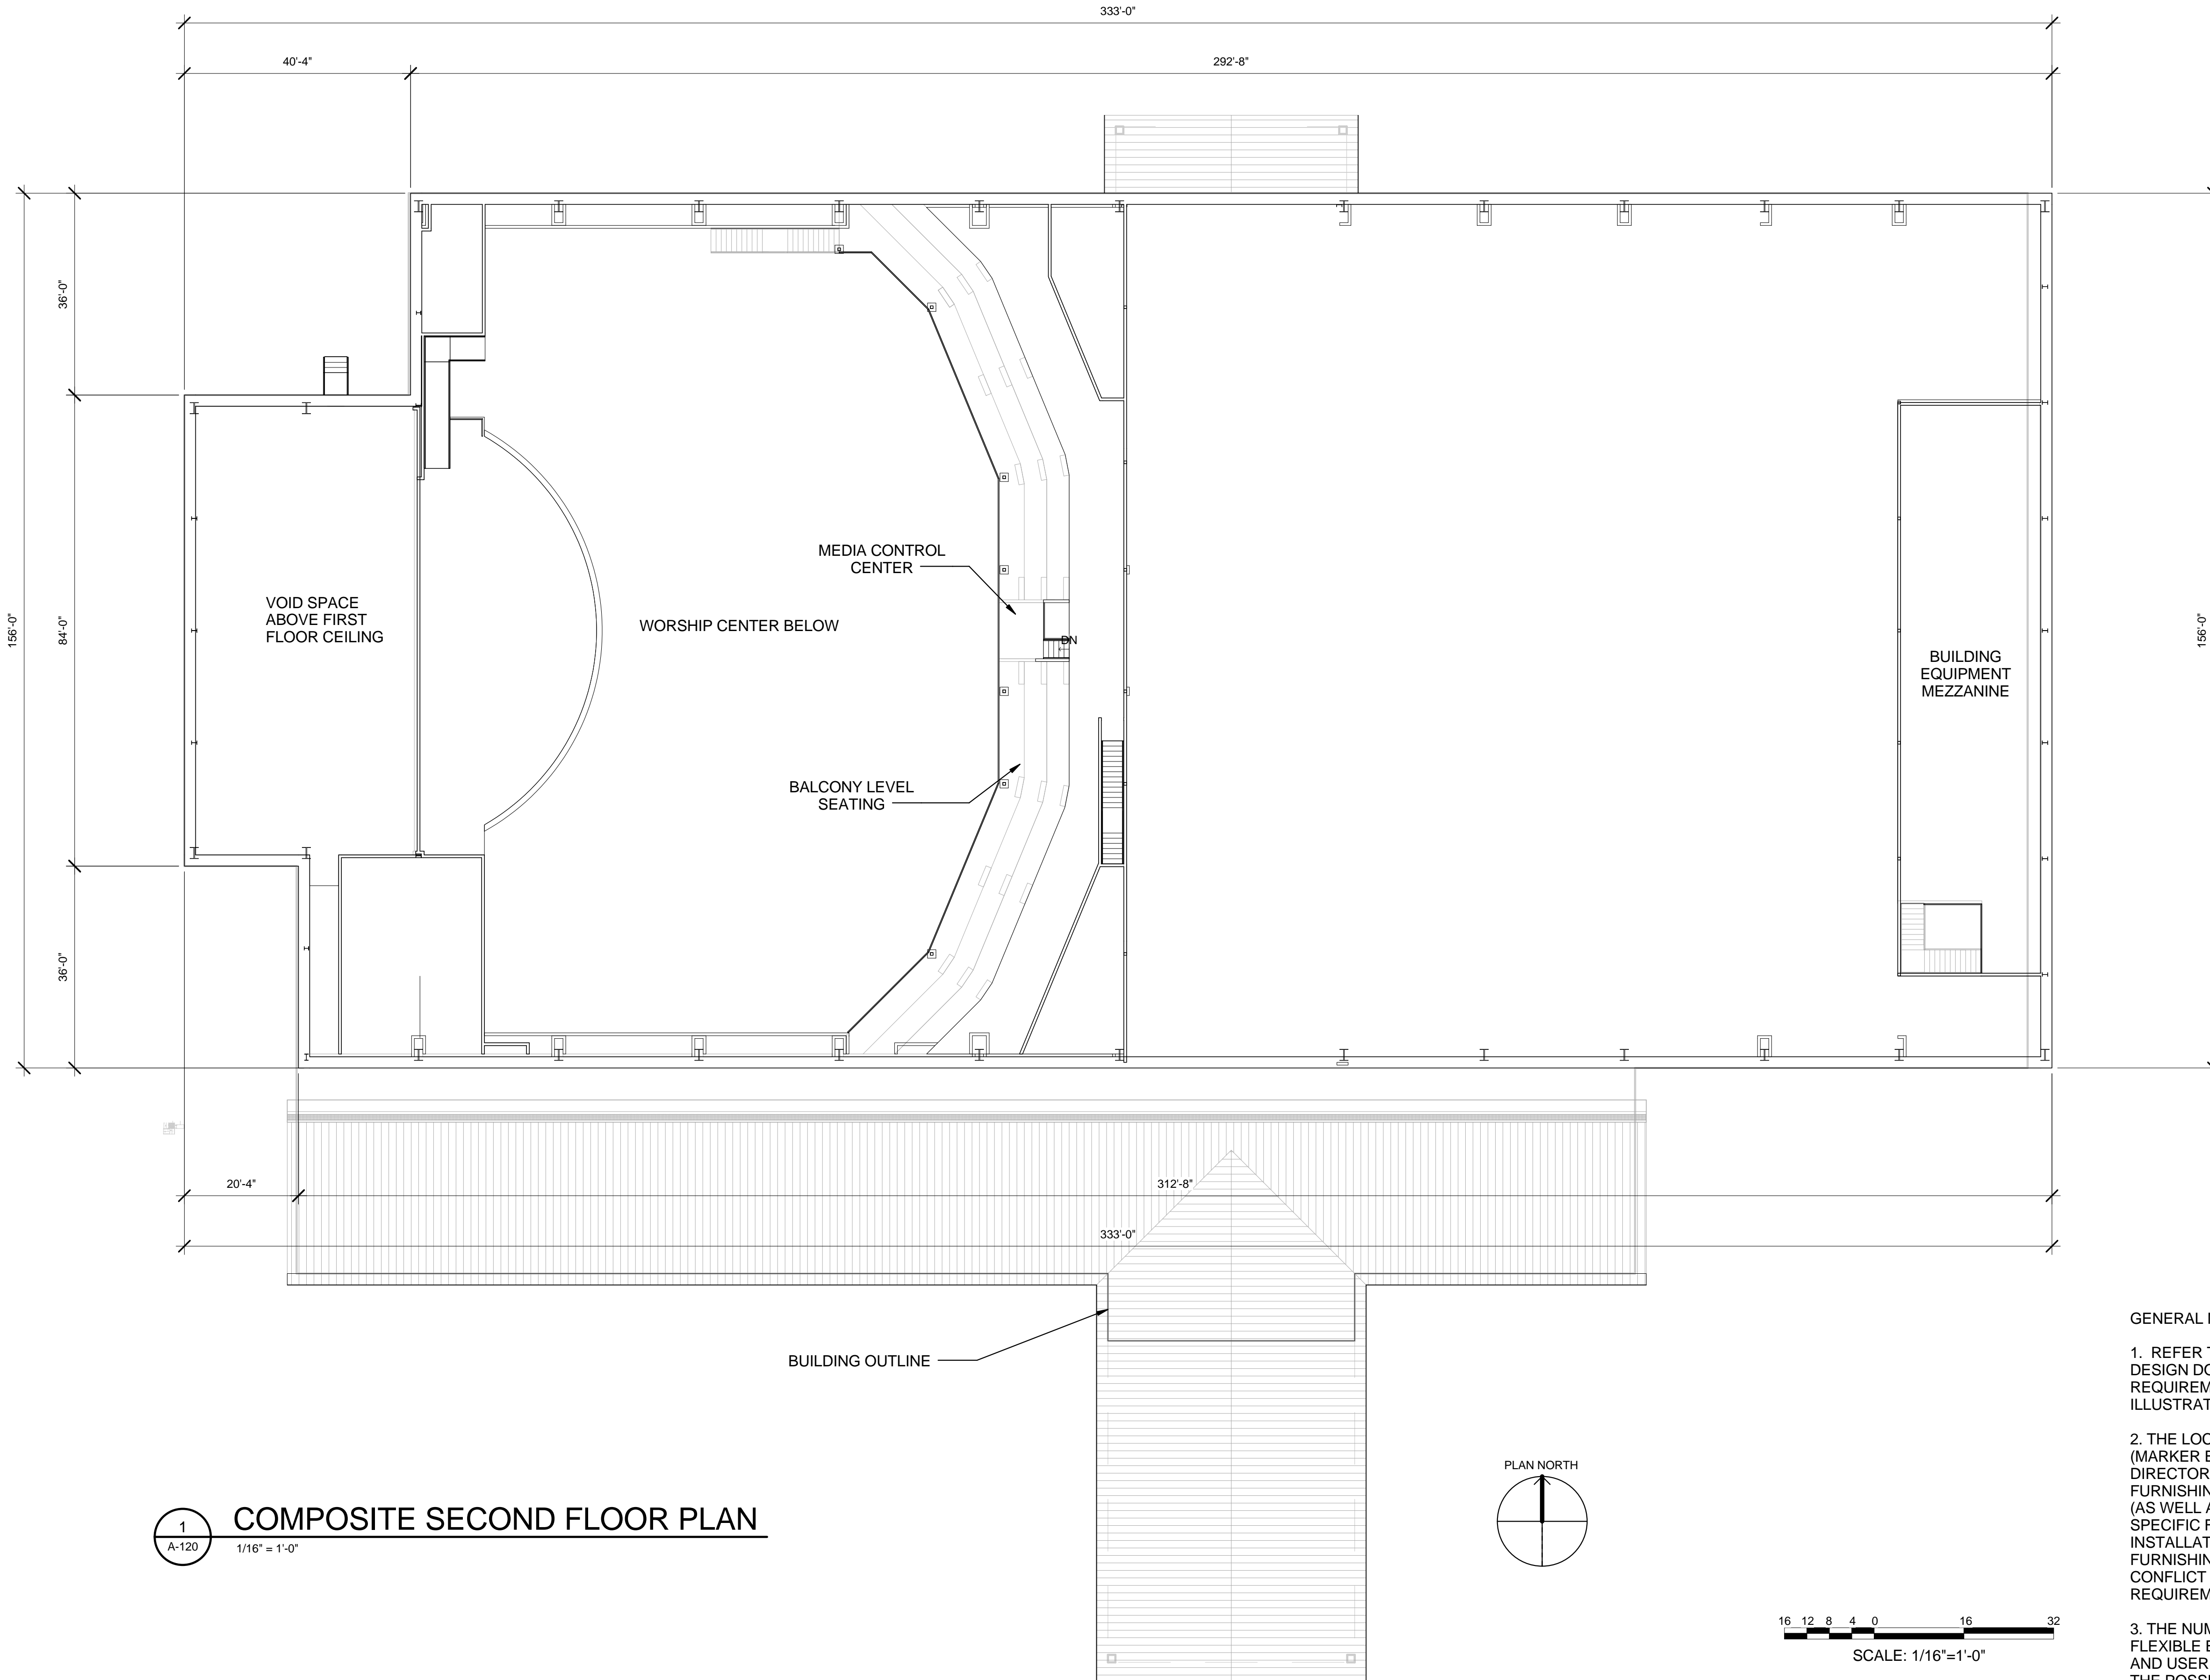 333'-0"
40'-4"
292'-8"
36'-0"
156'-0"
84'-0"
36'-0"
156'-0"
MEDIA CONTROL
CENTER
VOID SPACE
ABOVE FIRST
FLOOR CEILING
WORSHIP CENTER BELOW
DN
BUILDING
EQUIPMENT
MEZZANINE
BALCONY LEVEL
SEATING
20'-4"
312'-8"
333'-0"
BUILDING OUTLINE
PLAN NORTH
1
A-120
COMPOSITE SECOND FLOOR PLAN
1/16" = 1'-0"
16 12 8 4 0 16 32
SCALE: 1/16"=1'-0"
GENERAL
1. REFER
DESIGN
ILLUSTRAT
2. THE LOC
(MARKER
DIRECTOR
FURNISHIN
(AS WELL
SPECIFIC
INSTALLAT
FURNISHIN
CONFLICT
REQUIREM
3. THE NUM
FLEXIBLE
AND USER